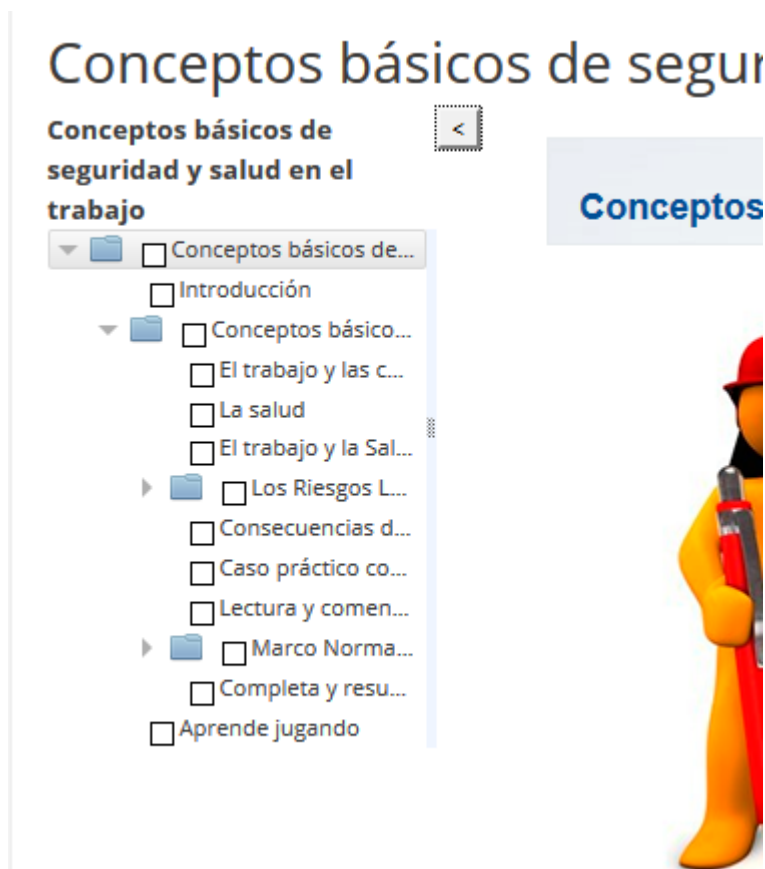 Conceptos básicos de segur
Conceptos básicos de
seguridad y salud en el
trabajo
<
Conceptos
Conceptos básicos de...
Introducción
Conceptos básico...
El trabajo y las c...
La salud
El trabajo y la Sal...
Los Riesgos L...
Consecuencias d...
Caso práctico co...
Lectura y comen...
Marco Norma...
Completa y resu...
Aprende jugando